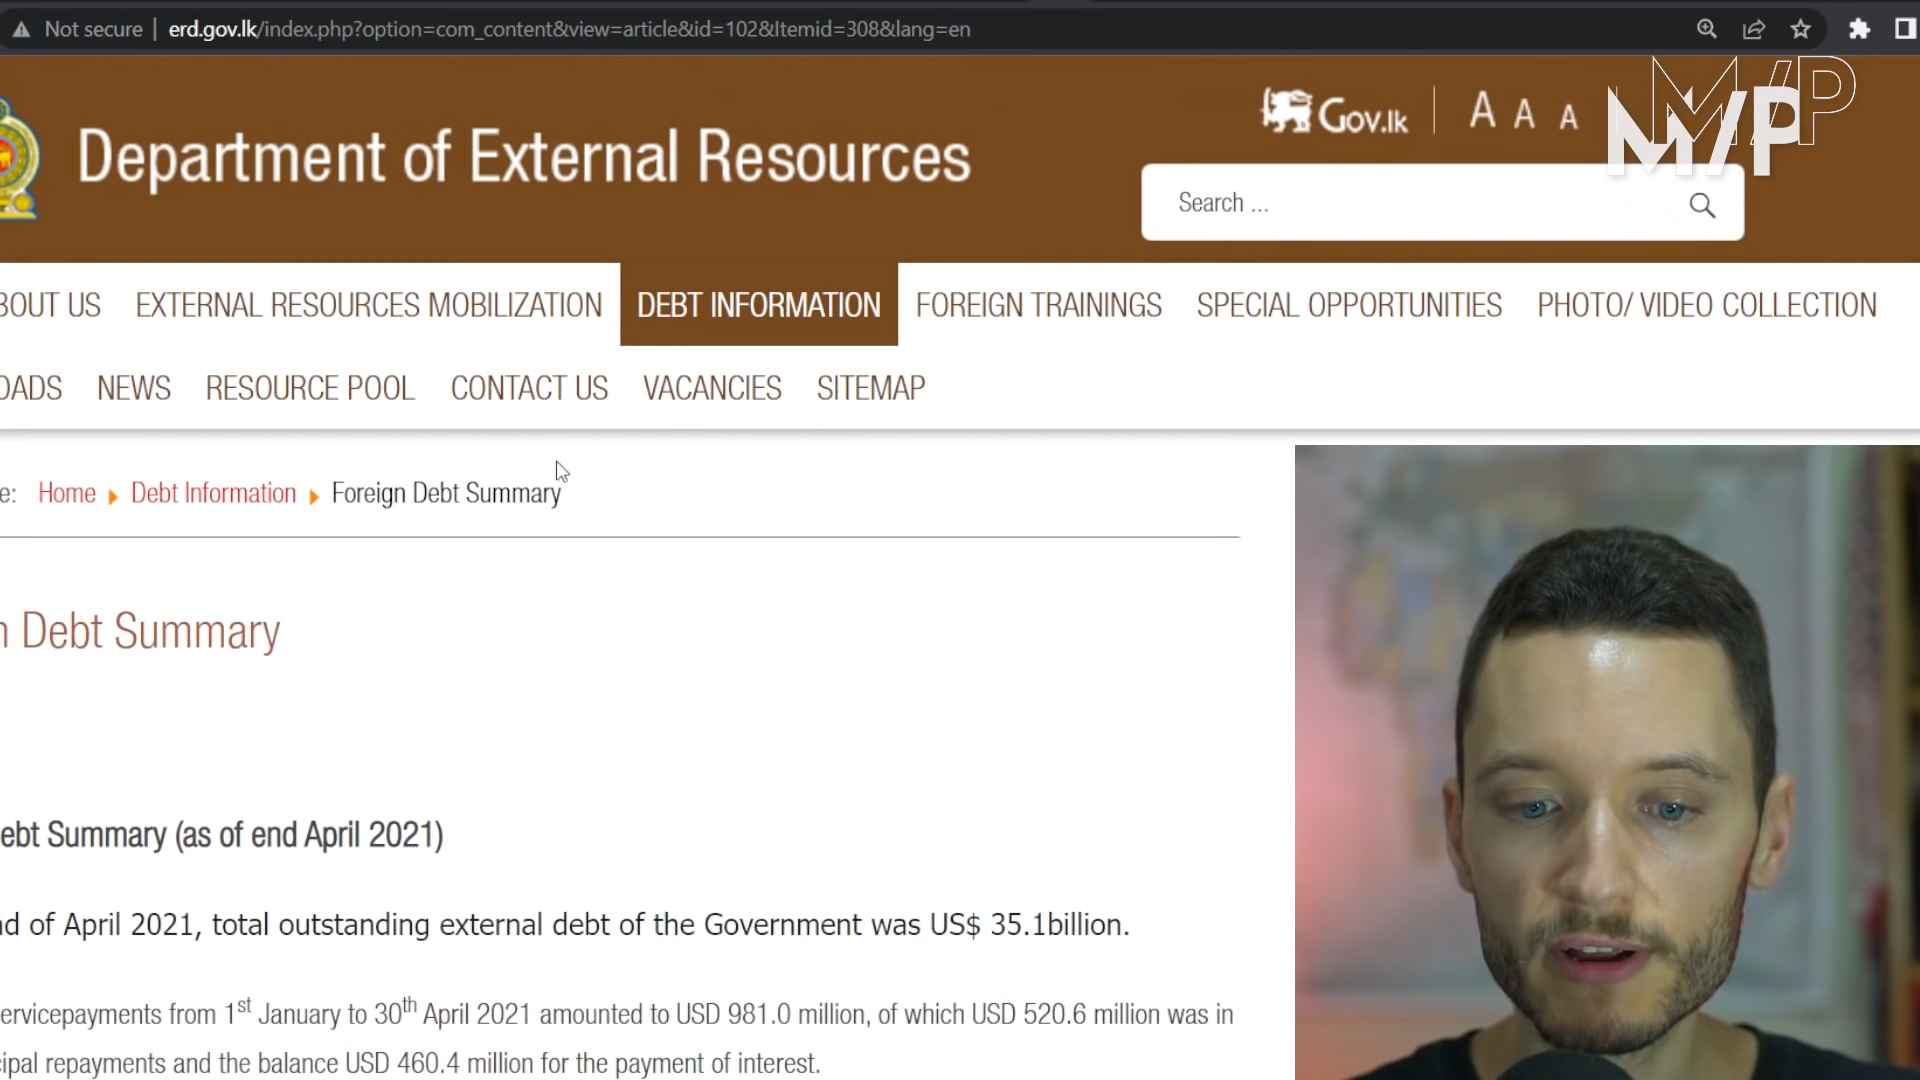 Not secure | erd.gov.lk/index.php?option=com_content&view=article&id=102&Itemid=308&lang=en
Department of External Resources
Gov.lk A A A
M/P
M/P
Search ...
BOUT US EXTERNAL RESOURCES MOBILIZATION DEBT INFORMATION FOREIGN TRAININGS SPECIAL OPPORTUNITIES PHOTO/ VIDEO COLLECTION
OADS NEWS RESOURCE POOL CONTACT US VACANCIES SITEMAP
e: Home Debt Information Foreign Debt Summary
n Debt Summary
ebt Summary (as of end April 2021)
nd of April 2021, total outstanding external debt of the Government was US$ 35.1billion.
ervicepayments from 1st January to 30th April 2021 amounted to USD 981.0 million, of which USD 520.6 million was in
cipal repayments and the balance USD 460.4 million for the payment of interest.